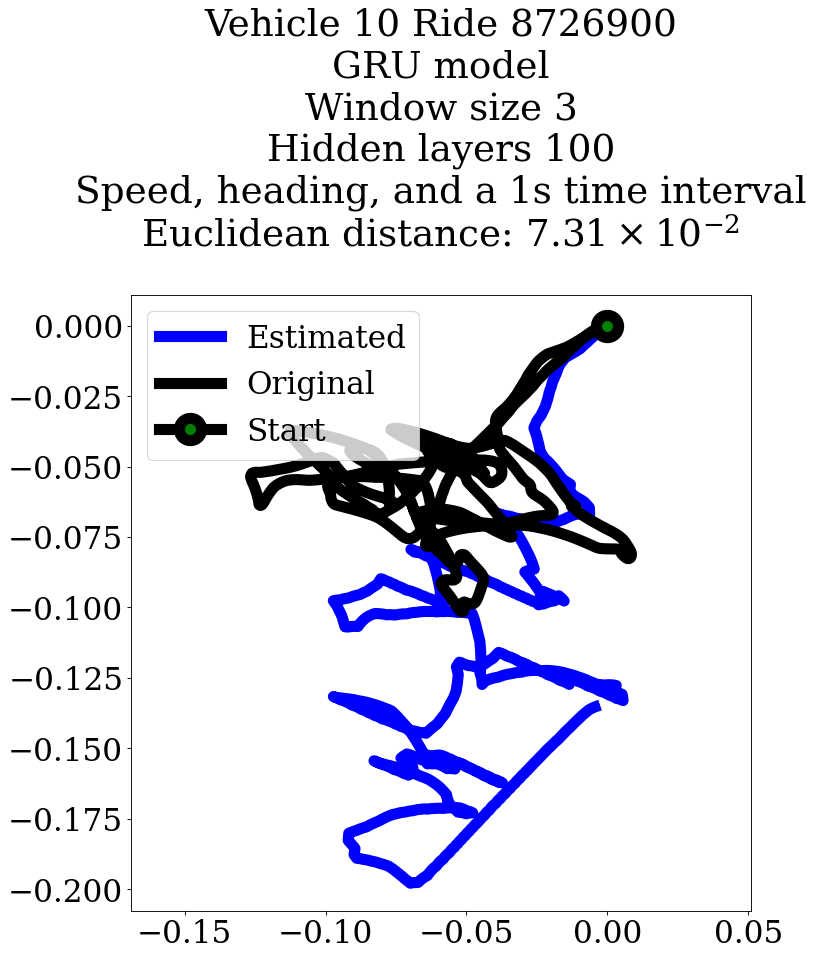 Vehicle 10 Ride 8726900
GRU model
Window size 3
Hidden layers 100
Speed, heading, and a 1s time interval
Euclidean distance: 7.31 × 10⁻²
Estimated
Original
Start
0.000
−0.025
−0.050
−0.075
−0.100
−0.125
−0.150
−0.175
−0.200
−0.15 −0.10 −0.05 0.00 0.05